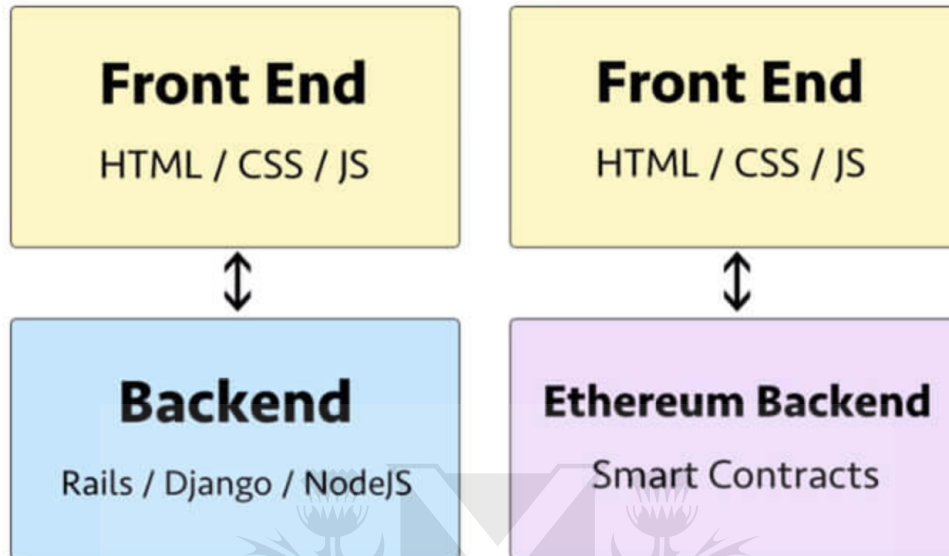 Front End
HTML / CSS / JS
Backend
Rails / Django / NodeJS
Front End
HTML / CSS / JS
Ethereum Backend
Smart Contracts